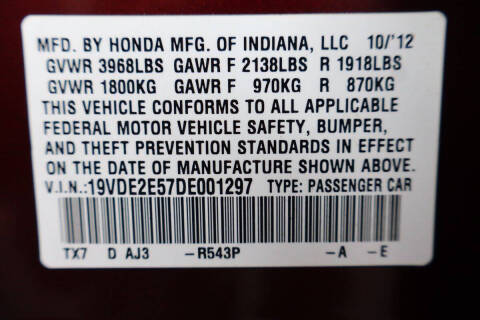 MFD. BY HONDA MFG. OF INDIANA, LLC 10/'12
GVWR 3968LBS GAWR F 2138LBS R 1918LBS
GVWR 1800KG GAWR F 970KG R 870KG
THIS VEHICLE CONFORMS TO ALL APPLICABLE
FEDERAL MOTOR VEHICLE SAFETY, BUMPER,
AND THEFT PREVENTION STANDARDS IN EFFECT
ON THE DATE OF MANUFACTURE SHOWN ABOVE.
V.I.N.:19VDE2E57DE001297 TYPE: PASSENGER CAR
TX7 D AJ3 -R543P -A -E